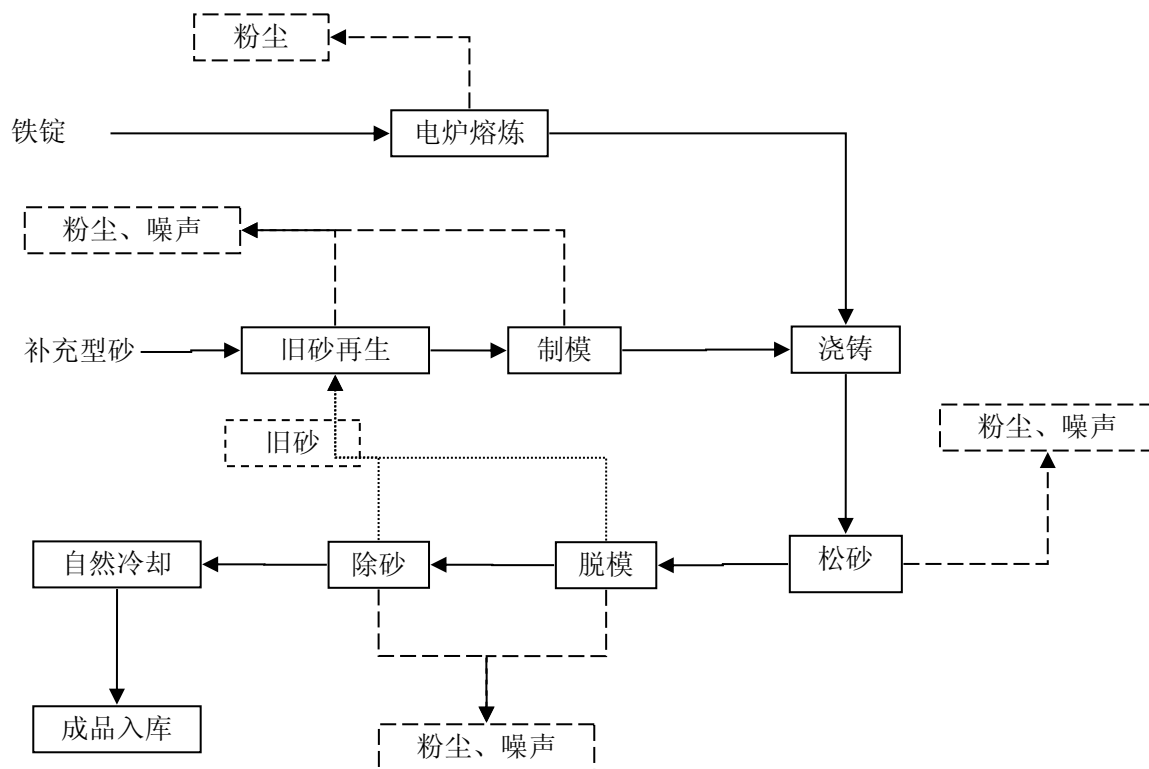 粉尘
铁锭
电炉熔炼
粉尘、噪声
补充型砂
旧砂再生
制模
浇铸
粉尘、噪声
旧砂
自然冷却
除砂
脱模
松砂
成品入库
粉尘、噪声